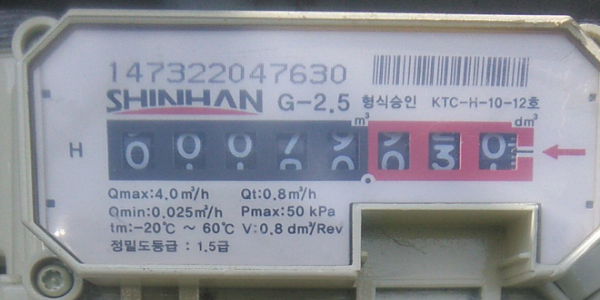 147322047630
SHINHAN G-2.5 형식승인 KTC-H-10-12호
m³ dm³
H
Qmax:4.0㎥/h Qt:0.8㎥/h
Qmin:0.025㎥/h Pmax:50 kPa
tm:-20℃ ~ 60℃ V:0.8 dm³/Rev
정밀도등급 : 1.5급